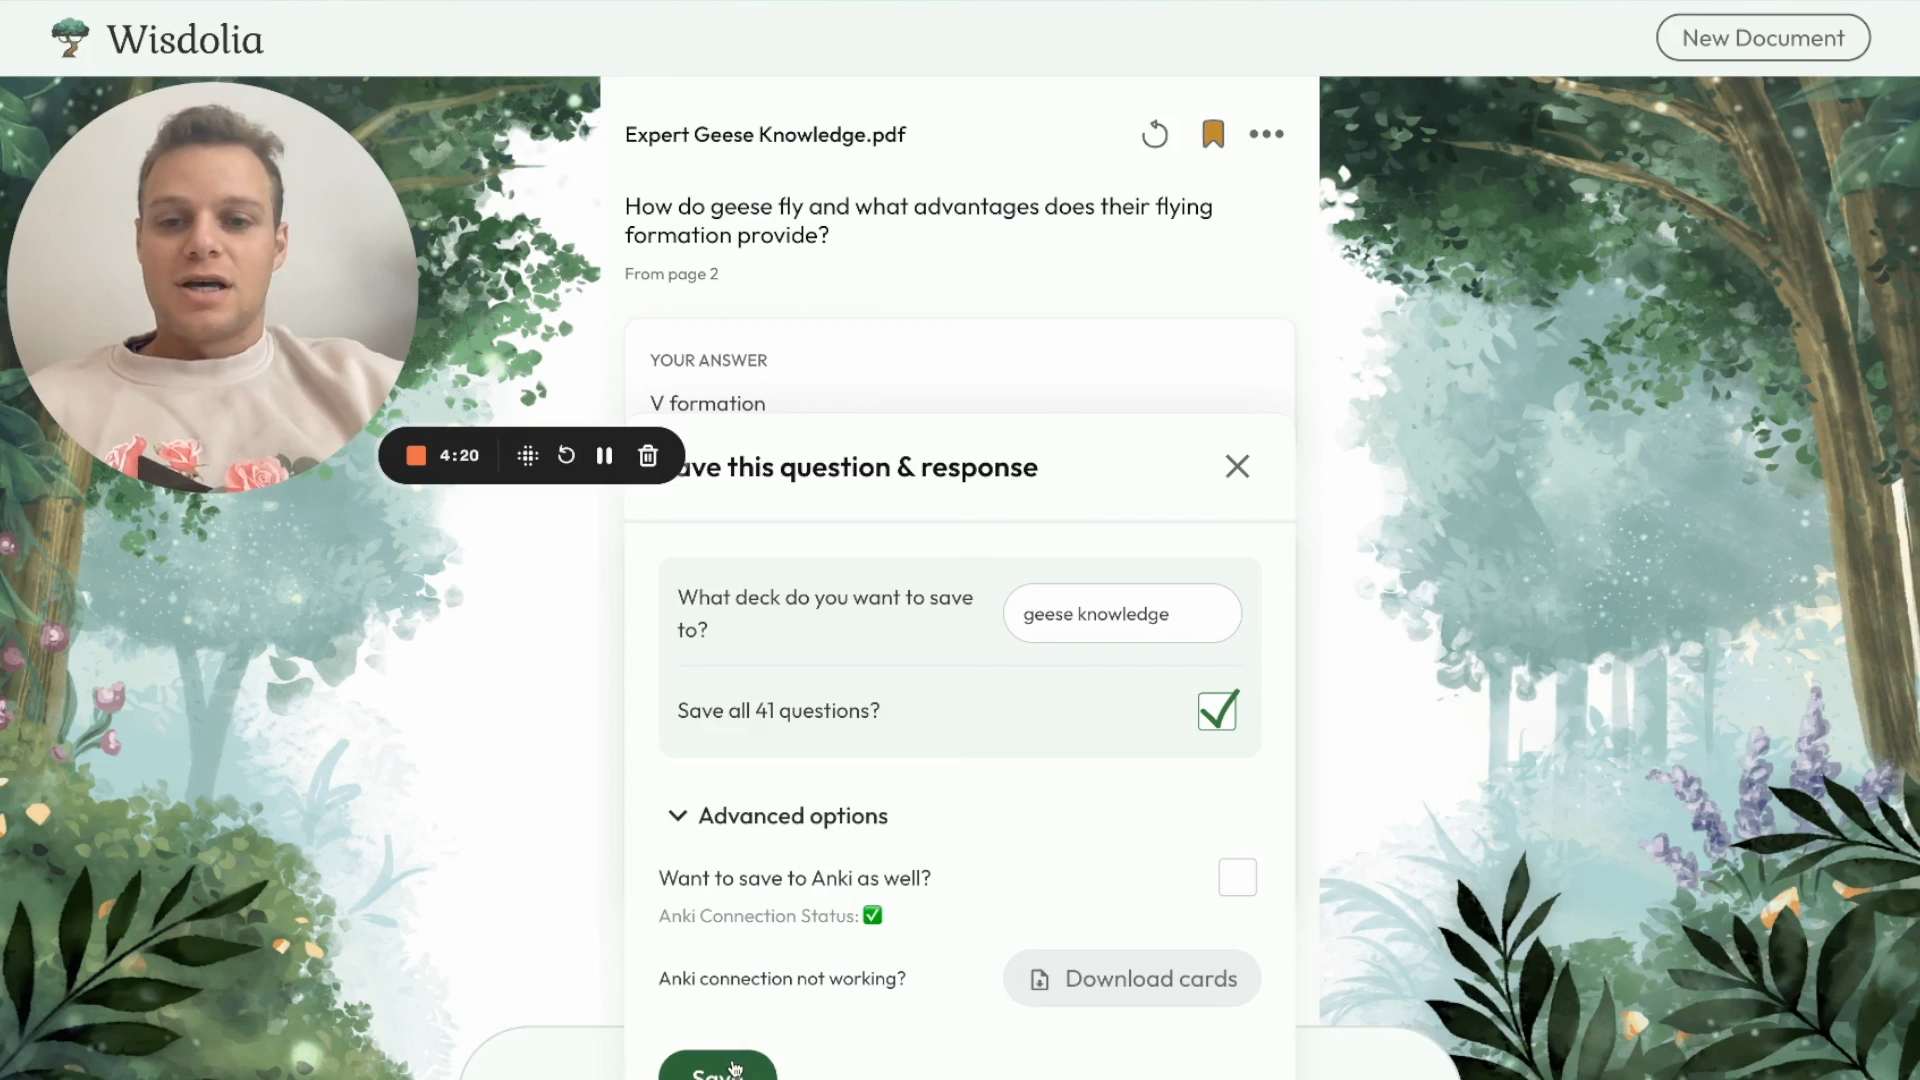 Wisdolia
New Document
Expert Geese Knowledge.pdf
How do geese fly and what advantages does their flying
formation provide?
From page 2
YOUR ANSWER
V formation
4:20
ave this question & response
What deck do you want to save
to?
geese knowledge
Save all 41 questions?
Advanced options
Want to save to Anki as well?
Anki Connection Status: ✅
Anki connection not working?
Download cards
Save